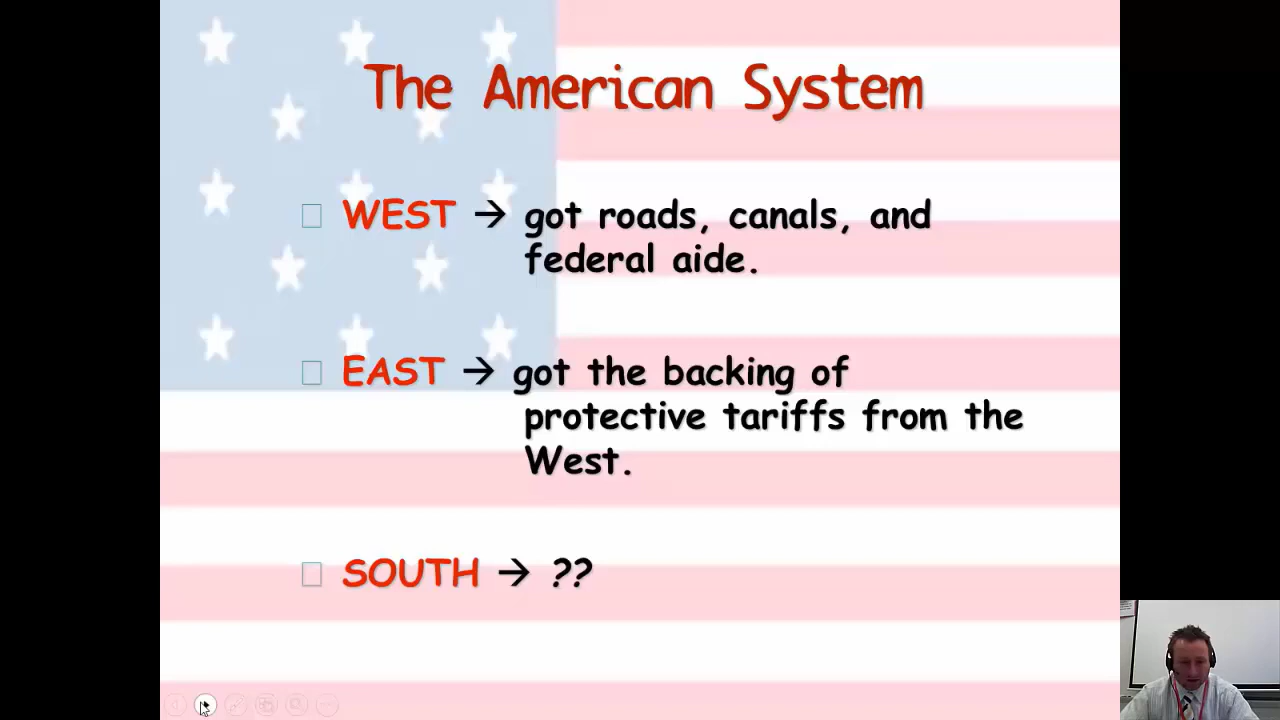 The American System
WEST → got roads, canals, and
federal aide.
EAST → got the backing of
protective tariffs from the
West.
SOUTH → ??